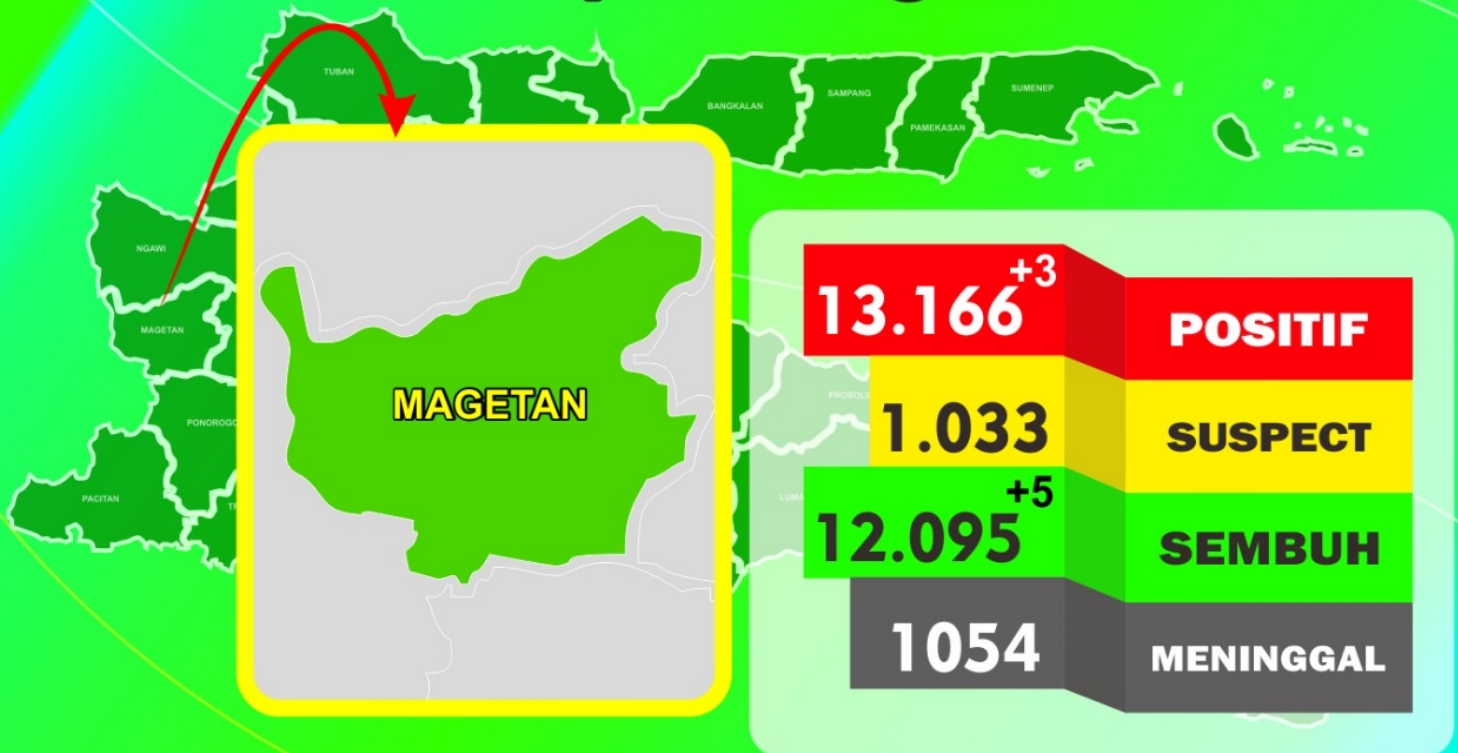 TUBAN
BANGKALAN
SAMPANG
PAMEKASAN
SUMENEP
NGAWI
MAGETAN
PONOROGO
PACITAN
MAGETAN
13.166 +3
POSITIF
1.033
SUSPECT
12.095 +5
SEMBUH
1054
MENINGGAL